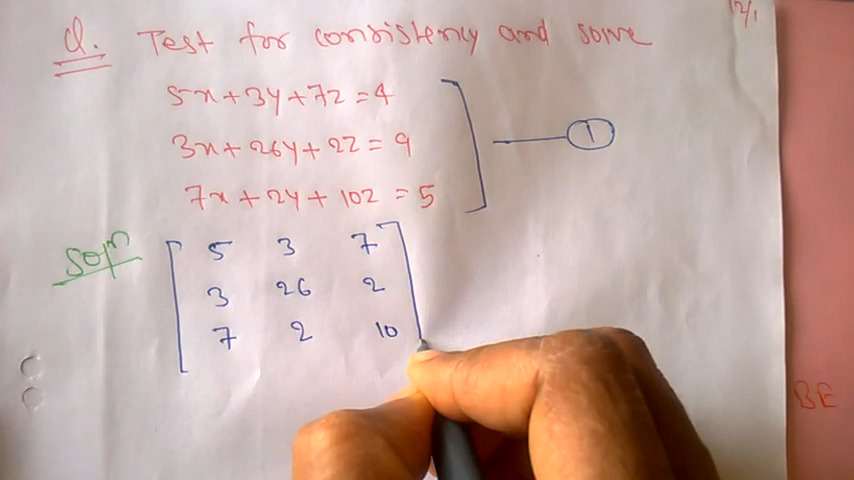 12/1
Q. Test for consistency and solve
5x+3y+7z=4
3x+26y+2z=9
7x+2y+10z=5
1
Soln
5 3 7
3 26 2
7 2 10
BE